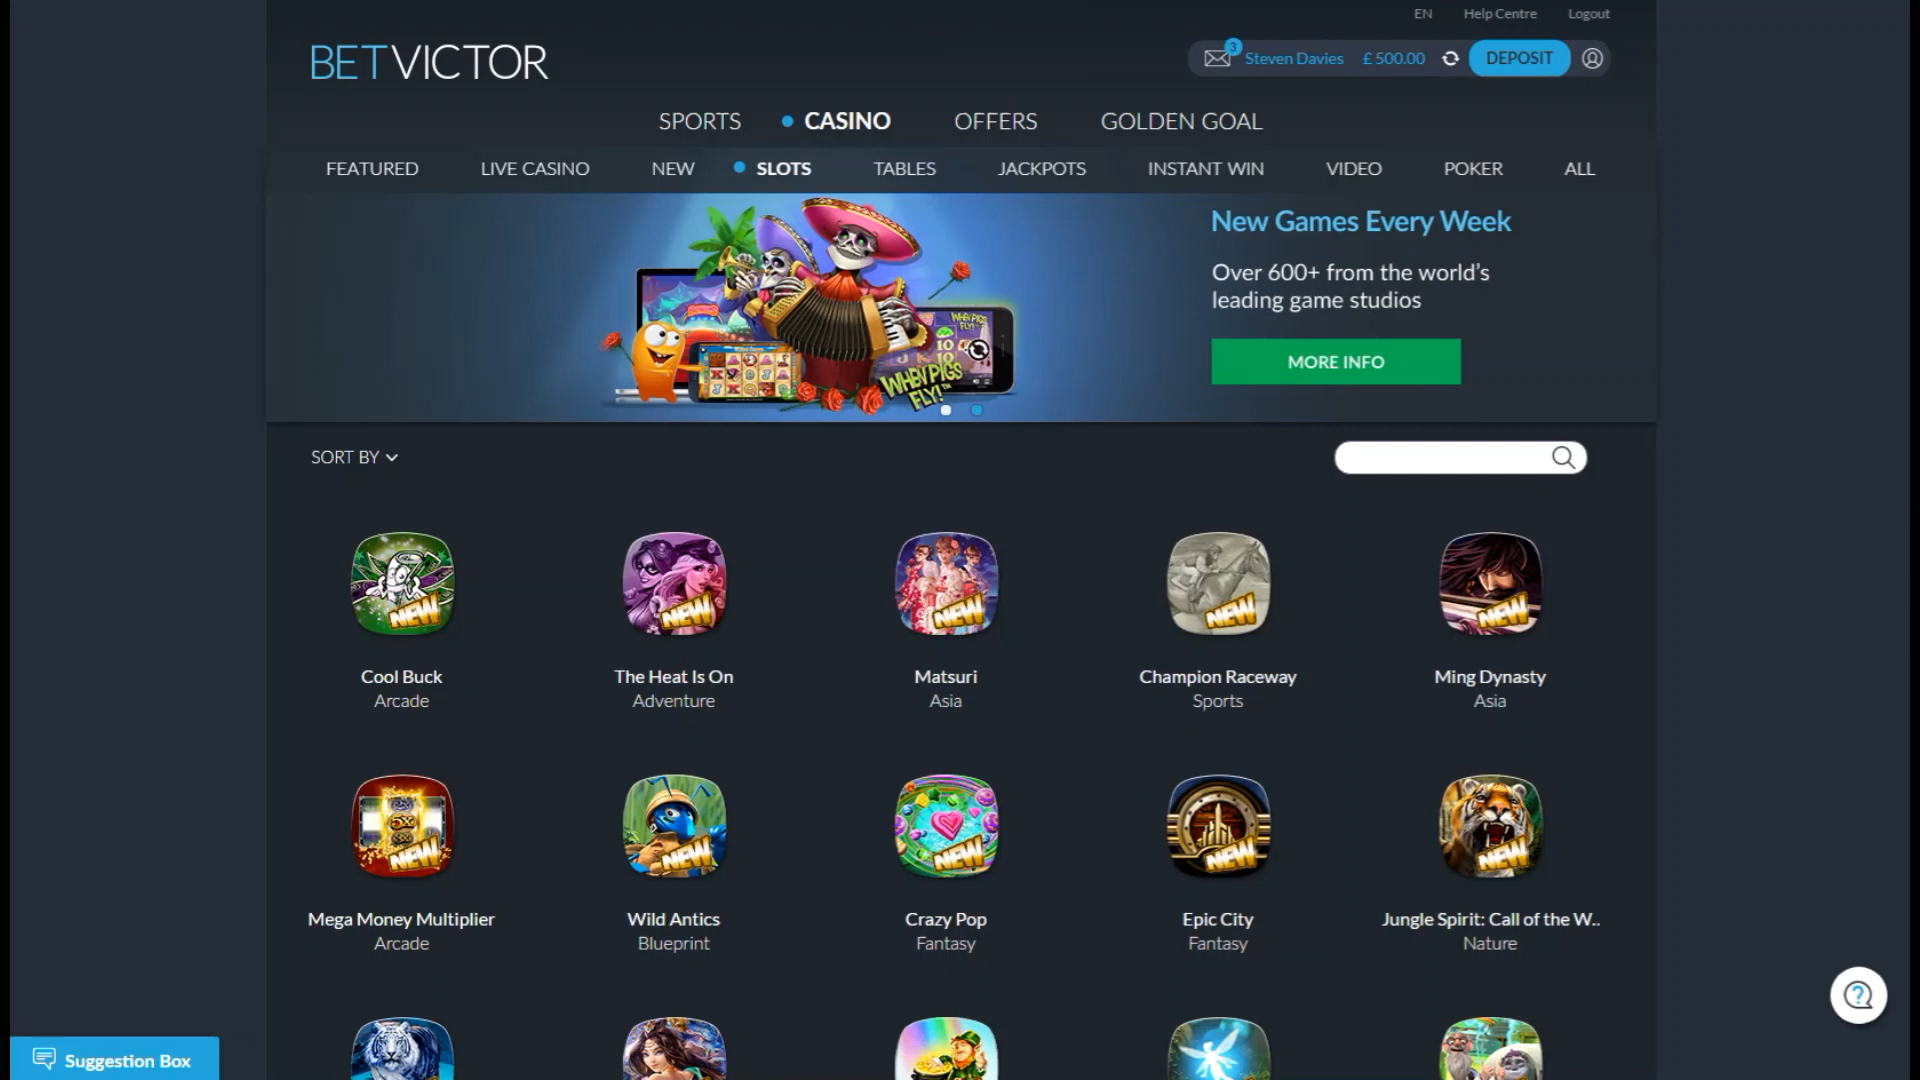 EN Help Centre Logout
BETVICTOR
3
Steven Davies £ 500.00 DEPOSIT
SPORTS CASINO OFFERS GOLDEN GOAL
FEATURED LIVE CASINO NEW SLOTS TABLES JACKPOTS INSTANT WIN VIDEO POKER ALL
New Games Every Week
Over 600+ from the world's
leading game studios
WHEN PIGS
FLY!
MORE INFO
SORT BY
NEW NEW NEW NEW NEW
Cool Buck The Heat Is On Matsuri Champion Raceway Ming Dynasty
Arcade Adventure Asia Sports Asia
5x
NEW NEW NEW NEW NEW
Mega Money Multiplier Wild Antics Crazy Pop Epic City Jungle Spirit: Call of the W..
Arcade Blueprint Fantasy Fantasy Nature
Suggestion Box